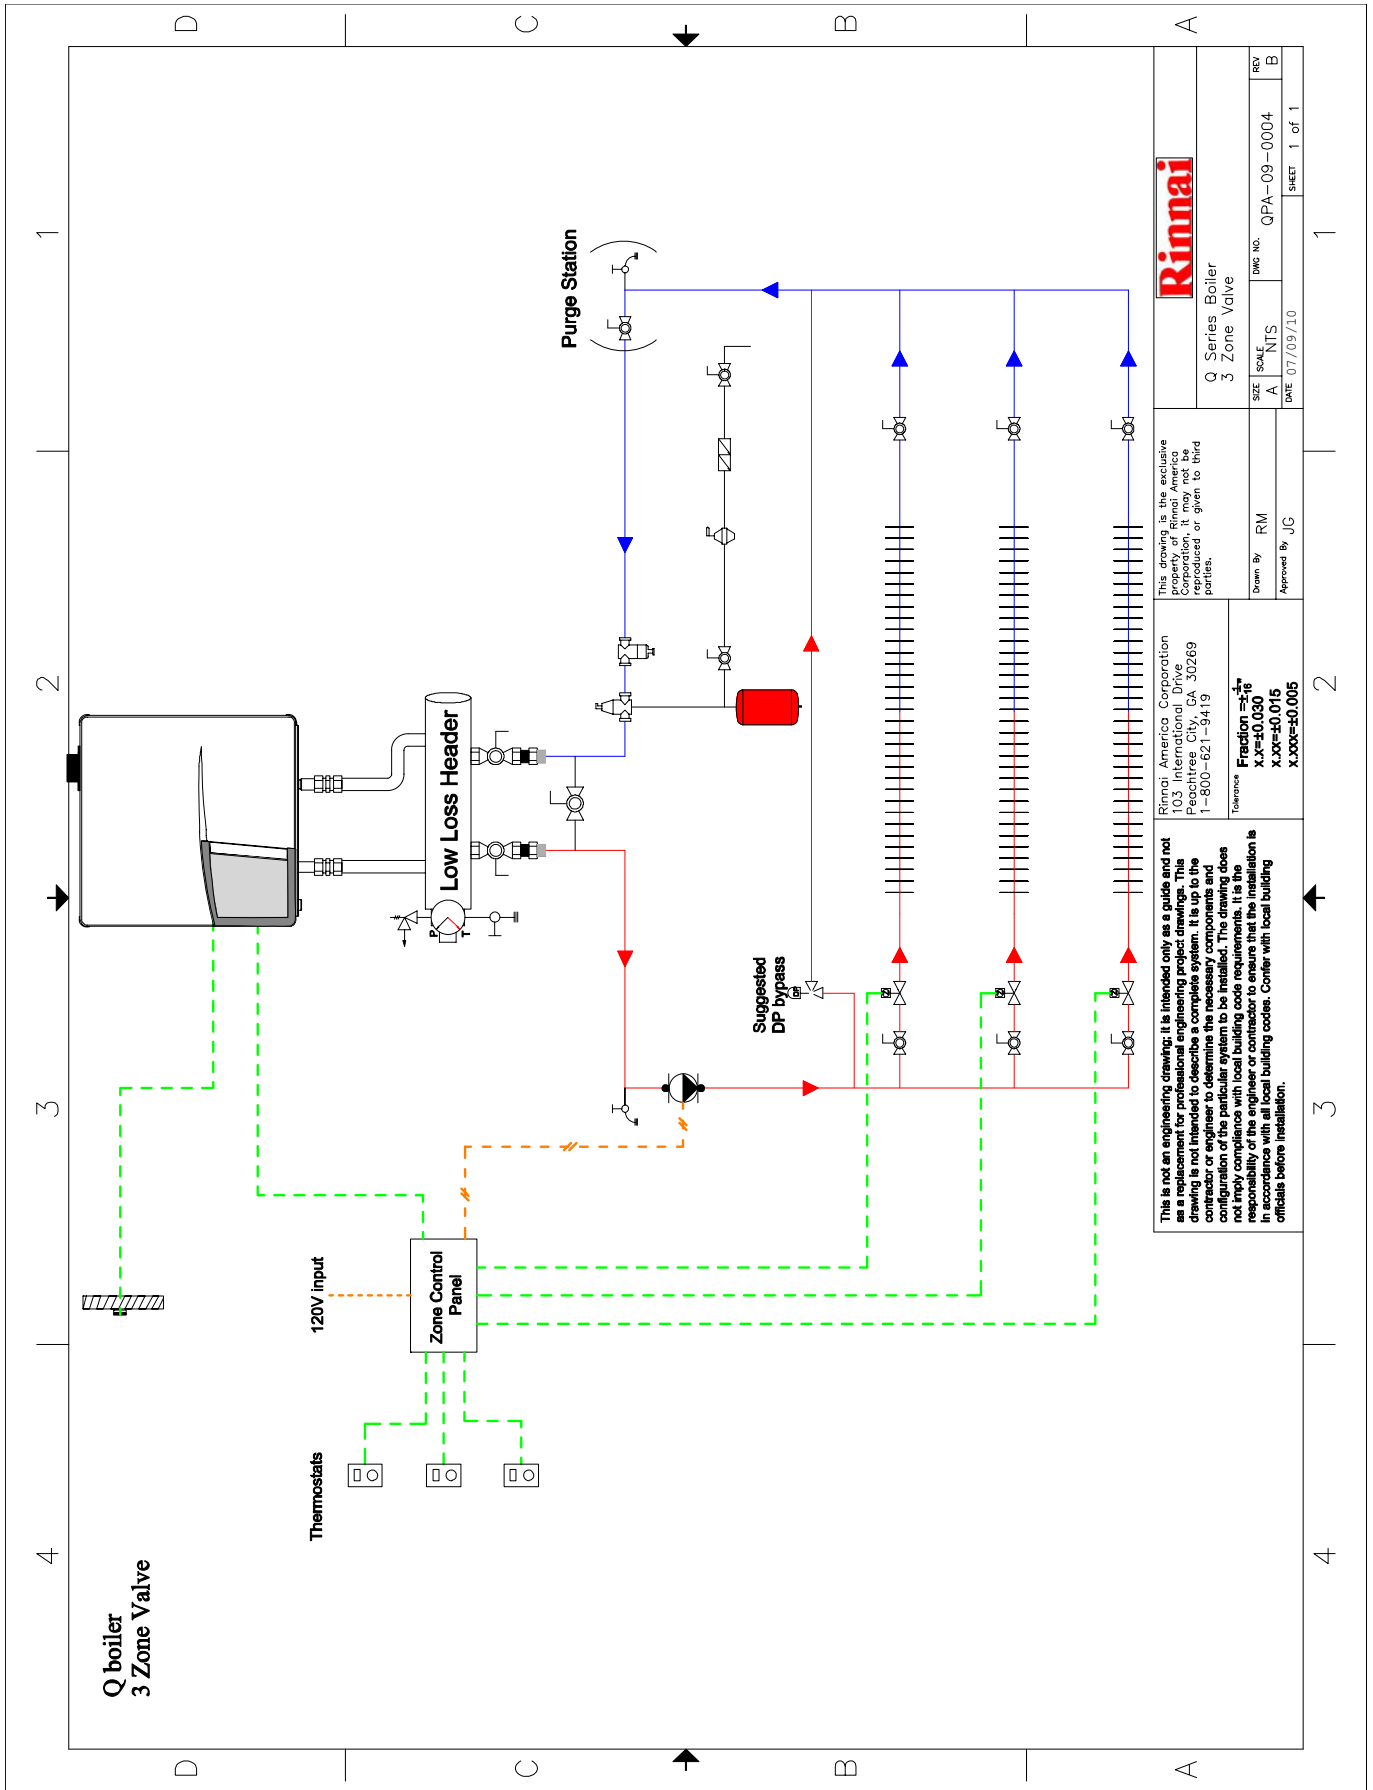 Q boiler
3 Zone Valve
4
3
2
1
D
C
B
A
D
C
B
A
4
3
2
1
Thermostats
120V input
Zone Control
Panel
Low Loss Header
P
T
Purge Station
Suggested
DP bypass
DP
This is not an engineering drawing; it is intended only as a guide and not
as a replacement for professional engineering project drawings. This
drawing is not intended to describe a complete system. It is up to the
contractor or engineer to determine the necessary components and
configuration of the particular system to be installed. The drawing does
not imply compliance with local building code requirements. It is the
responsibility of the engineer or contractor to ensure that the installation is
in accordance with all local building codes. Confer with local building
officials before installation.
Rinnai America Corporation
103 International Drive
Peachtree City, GA 30269
1-800-621-9419
Tolerance
Fraction =±1/16"
X.X=±0.030
X.XX=±0.015
X.XXX=±0.005
This drawing is the exclusive
property of Rinnai America
Corporation, it may not be
reproduced or given to third
parties.
Drawn By RM
Approved By JG
Rinnai
Q Series Boiler
3 Zone Valve
SIZE A
SCALE NTS
DWG NO. QPA-09-0004
REV B
DATE 07/09/10
SHEET 1 of 1